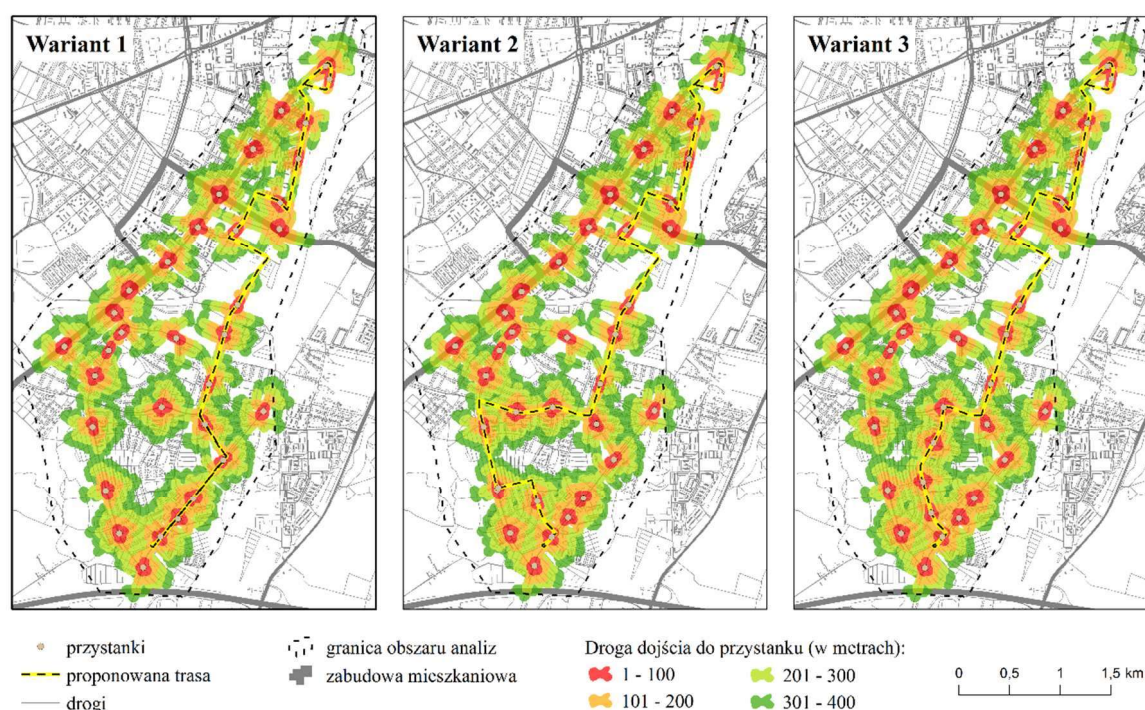 Wariant 1
Wariant 2
Wariant 3
przystanki
proponowana trasa
drogi
granica obszaru analiz
zabudowa mieszkaniowa
Droga dojścia do przystanku (w metrach):
1 - 100
101 - 200
201 - 300
301 - 400
0 0,5 1 1,5 km